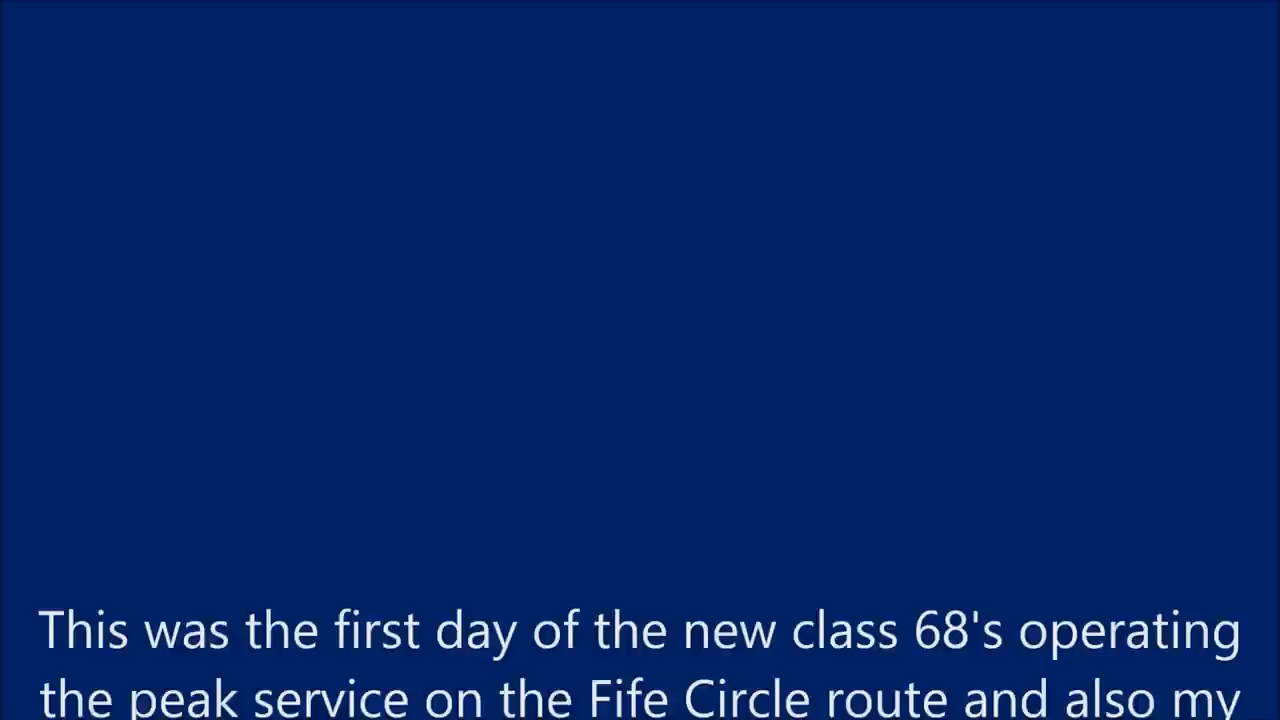 This was the first day of the new class 68's operating
the peak service on the Fife Circle route and also my